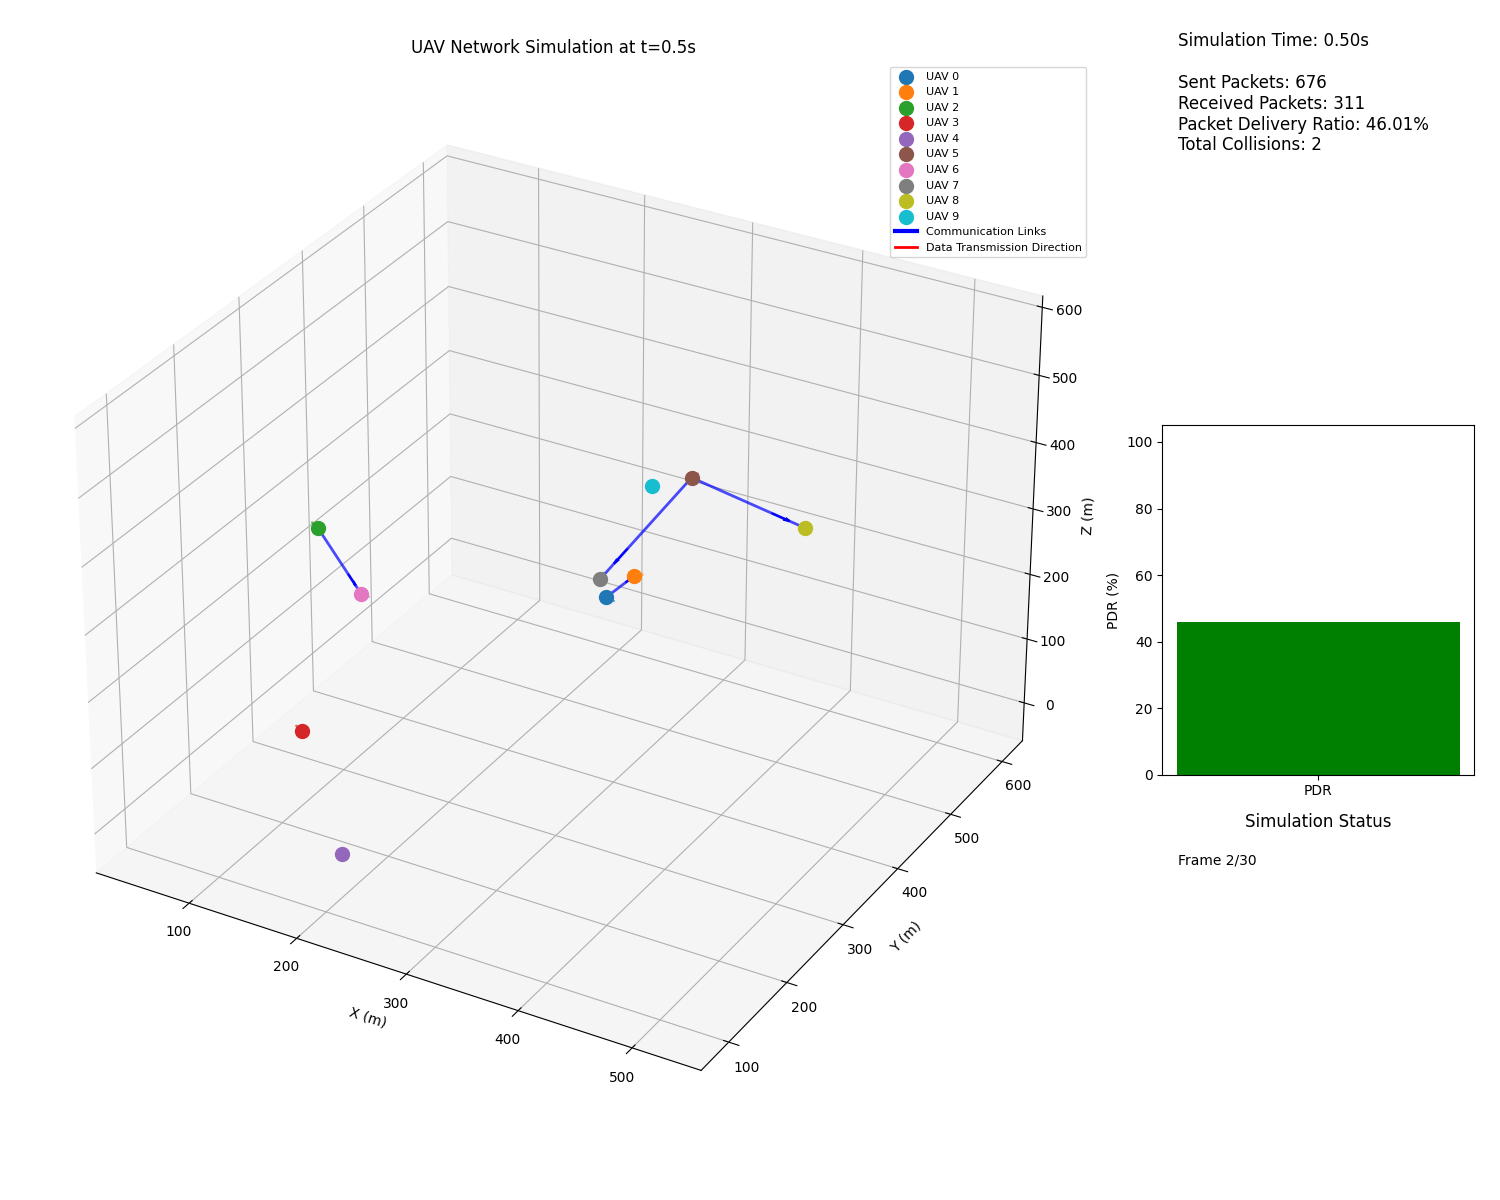 UAV Network Simulation at t=0.5s
UAV 0
UAV 1
UAV 2
UAV 3
UAV 4
UAV 5
UAV 6
UAV 7
UAV 8
UAV 9
Communication Links
Data Transmission Direction
600
500
400
300
200
100
0
Z (m)
600
500
400
300
200
100
Y (m)
100
200
300
400
500
X (m)
Simulation Time: 0.50s
Sent Packets: 676
Received Packets: 311
Packet Delivery Ratio: 46.01%
Total Collisions: 2
100
80
60
40
20
0
PDR (%)
PDR
Simulation Status
Frame 2/30